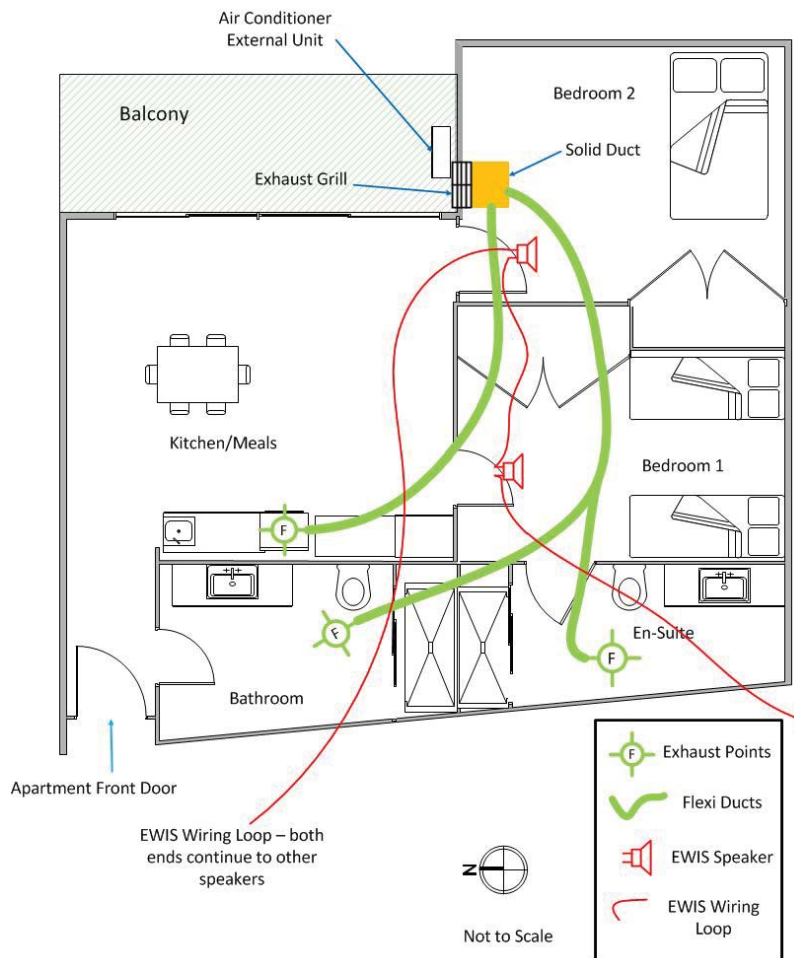 Air Conditioner
External Unit
Balcony
Bedroom 2
Solid Duct
Exhaust Grill
Kitchen/Meals
Bedroom 1
F
F
F
En-Suite
Bathroom
Apartment Front Door
EWIS Wiring Loop – both
ends continue to other
speakers
N
Not to Scale
F
Exhaust Points
Flexi Ducts
EWIS Speaker
EWIS Wiring
Loop